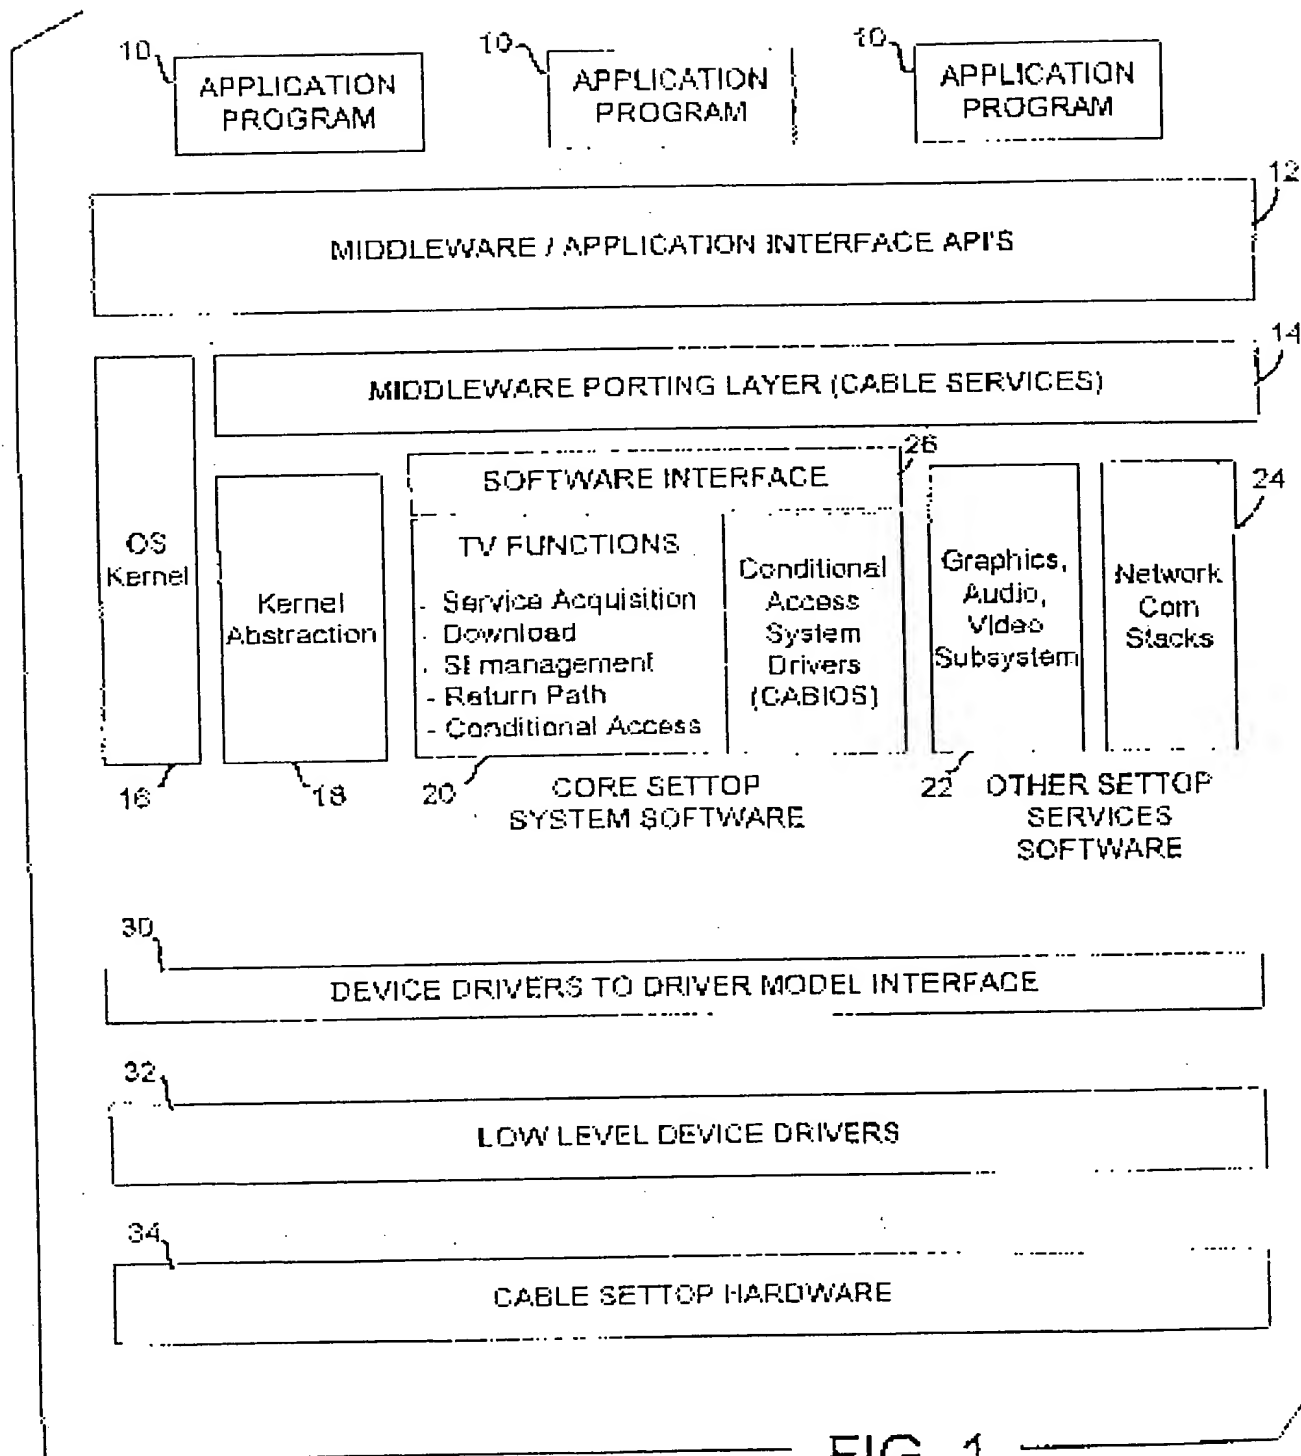 10
APPLICATION
PROGRAM
10
APPLICATION
PROGRAM
10
APPLICATION
PROGRAM
12
MIDDLEWARE / APPLICATION INTERFACE API'S
14
MIDDLEWARE PORTING LAYER (CABLE SERVICES)
OS
Kernel
16
Kernel
Abstraction
18
26
SOFTWARE INTERFACE
TV FUNCTIONS
- Service Acquisition
- Download
- SI management
- Return Path
- Conditional Access
Conditional
Access
System
Drivers
(CABIOS)
20
CORE SETTOP
SYSTEM SOFTWARE
Graphics,
Audio,
Video
Subsystem
24
Network
Com
Stacks
22
OTHER SETTOP
SERVICES
SOFTWARE
30
DEVICE DRIVERS TO DRIVER MODEL INTERFACE
32
LOW LEVEL DEVICE DRIVERS
34
CABLE SETTOP HARDWARE
FIG. 1